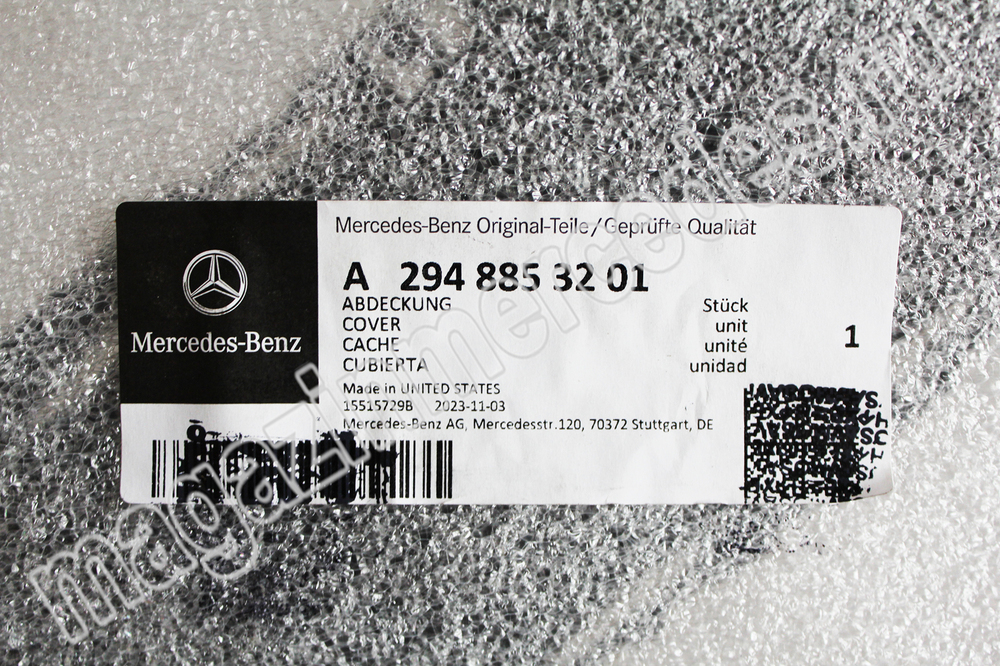 Mercedes-Benz Original-Teile/Geprüfte Qualität
A 294 885 32 01
ABDECKUNG Stück
COVER unit
CACHE unité
CUBIERTA unidad
1
Made in UNITED STATES
15515729B 2023-11-03
Mercedes-Benz AG, Mercedesstr.120, 70372 Stuttgart, DE
Mercedes-Benz